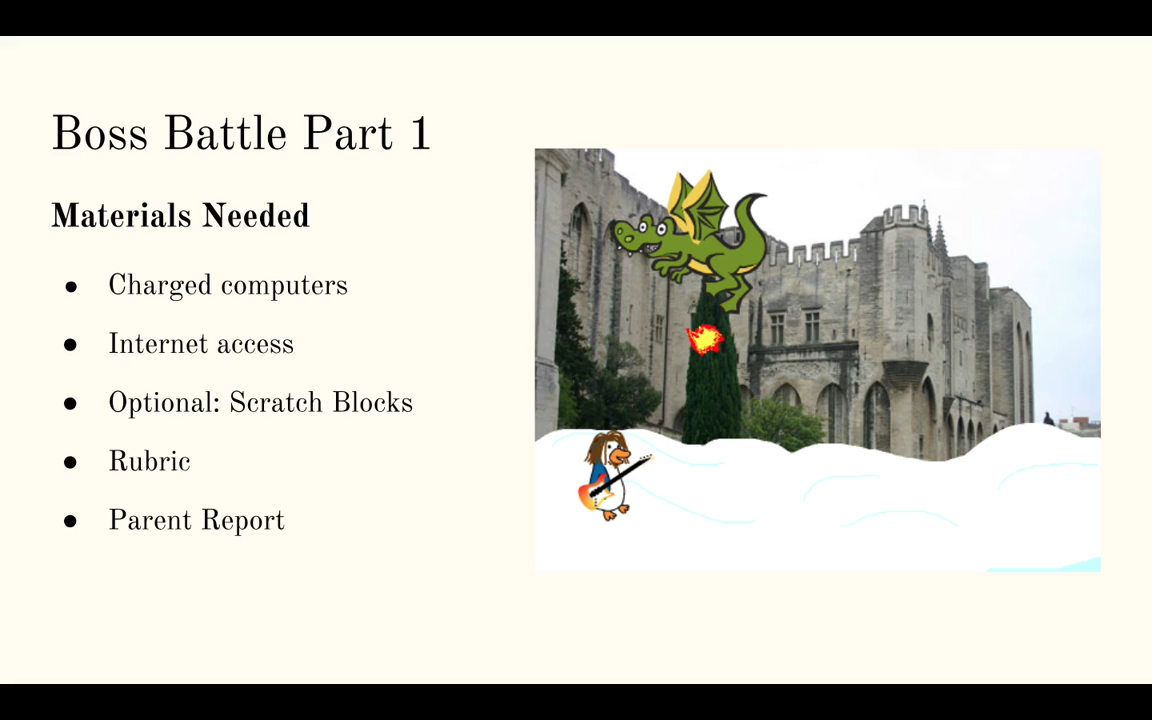 Boss Battle Part 1
Materials Needed
● Charged computers
● Internet access
● Optional: Scratch Blocks
● Rubric
● Parent Report